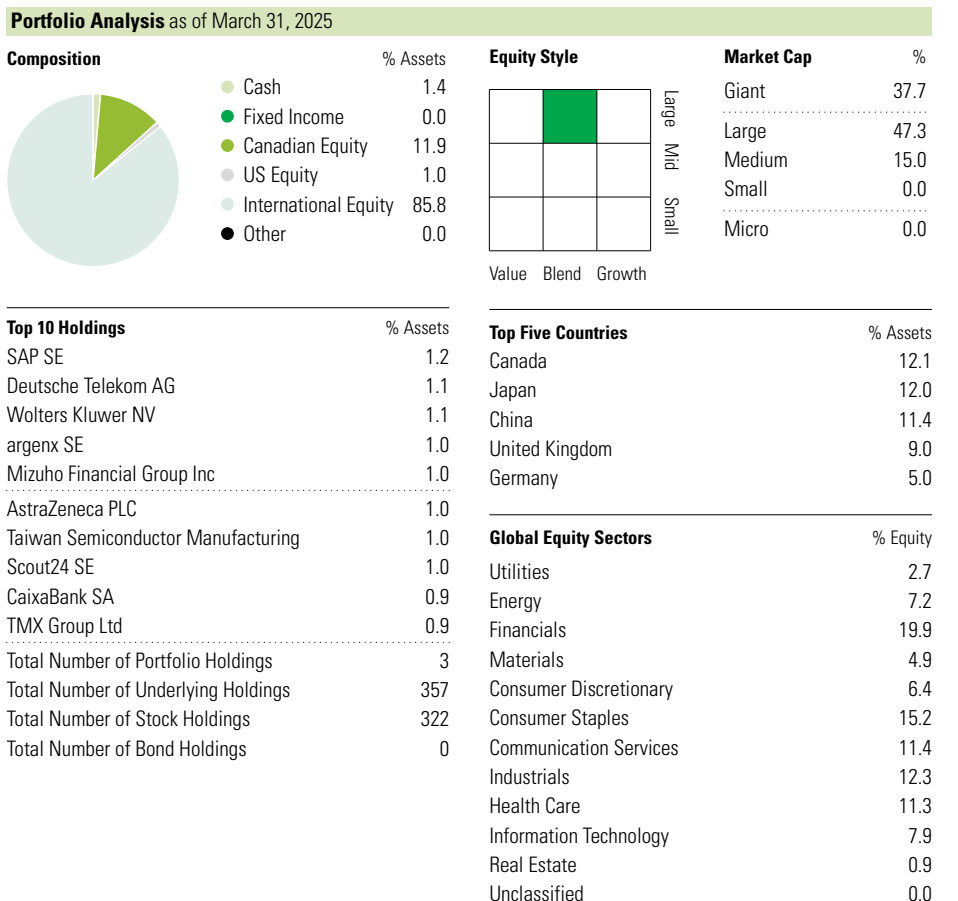 Portfolio Analysis as of March 31, 2025
Composition % Assets
Cash 1.4
Fixed Income 0.0
Canadian Equity 11.9
US Equity 1.0
International Equity 85.8
Other 0.0
Equity Style
Large
Mid
Small
Value Blend Growth
Market Cap %
Giant 37.7
Large 47.3
Medium 15.0
Small 0.0
Micro 0.0
Top 10 Holdings % Assets
SAP SE 1.2
Deutsche Telekom AG 1.1
Wolters Kluwer NV 1.1
argenx SE 1.0
Mizuho Financial Group Inc 1.0
AstraZeneca PLC 1.0
Taiwan Semiconductor Manufacturing 1.0
Scout24 SE 1.0
CaixaBank SA 0.9
TMX Group Ltd 0.9
Total Number of Portfolio Holdings 3
Total Number of Underlying Holdings 357
Total Number of Stock Holdings 322
Total Number of Bond Holdings 0
Top Five Countries % Assets
Canada 12.1
Japan 12.0
China 11.4
United Kingdom 9.0
Germany 5.0
Global Equity Sectors % Equity
Utilities 2.7
Energy 7.2
Financials 19.9
Materials 4.9
Consumer Discretionary 6.4
Consumer Staples 15.2
Communication Services 11.4
Industrials 12.3
Health Care 11.3
Information Technology 7.9
Real Estate 0.9
Unclassified 0.0